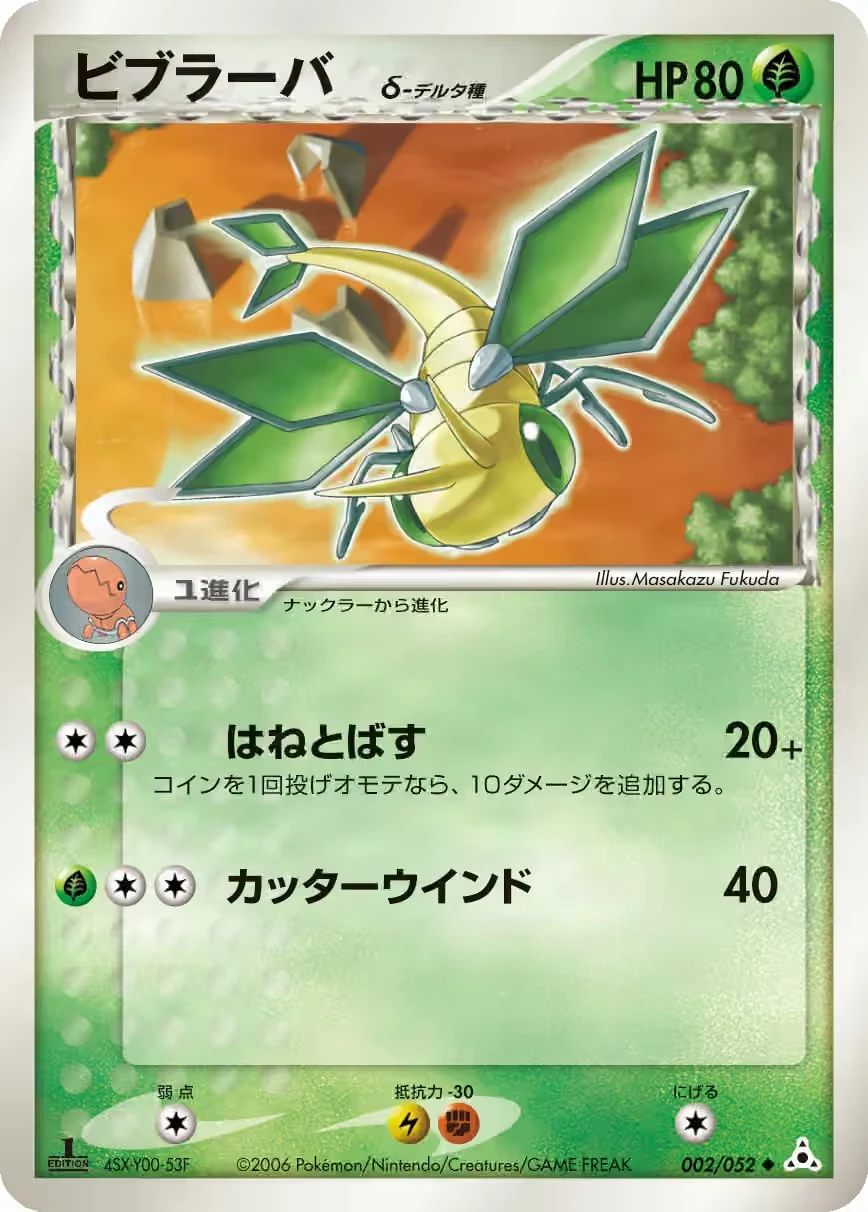 ビブラーバ δ-デルタ種 HP80
Illus.Masakazu Fukuda
1進化 ナックラーから進化
はねとばす 20+
コインを1回投げオモテなら、10ダメージを追加する。
カッターウインド 40
弱点 抵抗力 -30 にげる
1 EDITION 4SX-Y00-53F ©2006 Pokémon/Nintendo/Creatures/GAME FREAK 002/052